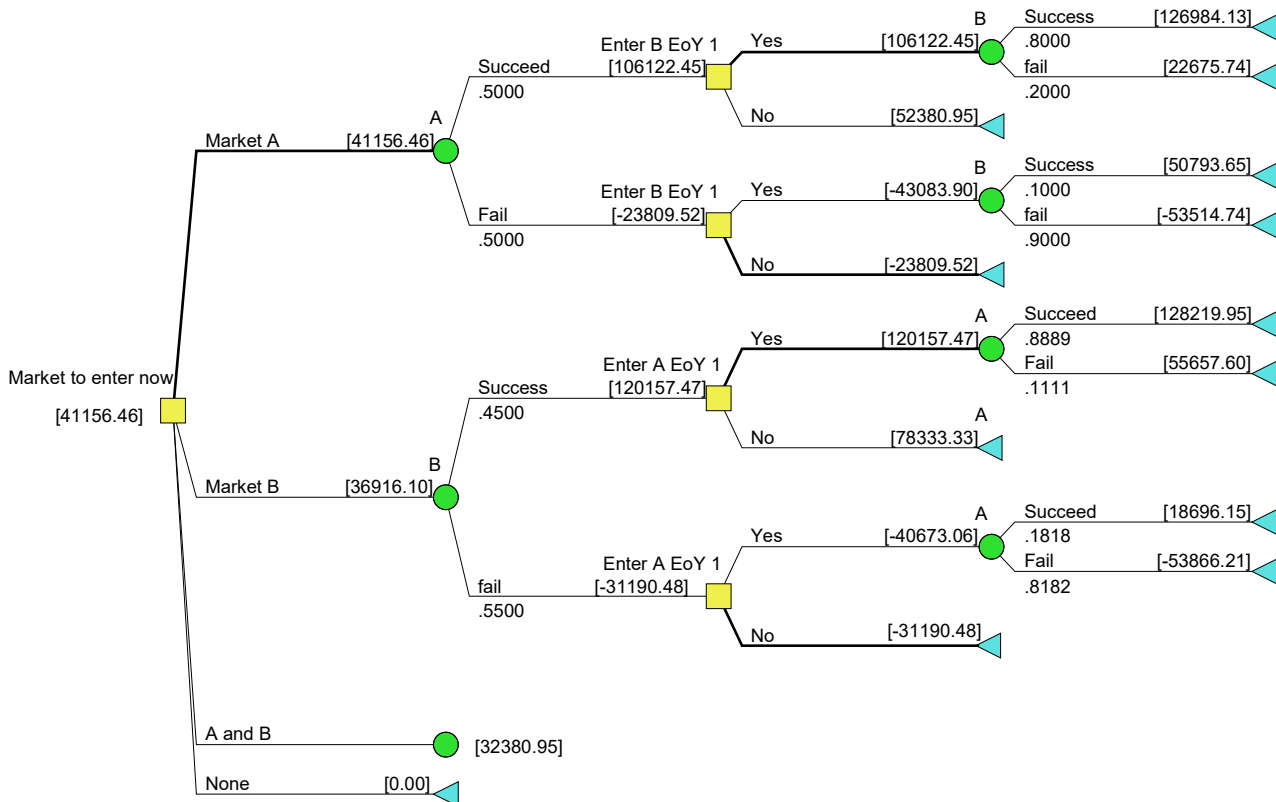 B
Success [126984.13]
.8000
fail [22675.74]
.2000
Enter B EoY 1
Yes [106122.45]
Succeed [106122.45]
.5000
No [52380.95]
A
Market A [41156.46]
B
Success [50793.65]
.1000
fail [-53514.74]
.9000
Enter B EoY 1
Yes [-43083.90]
Fail [-23809.52]
.5000
No [-23809.52]
A
Succeed [128219.95]
.8889
Fail [55657.60]
.1111
Enter A EoY 1
Yes [120157.47]
Success [120157.47]
.4500
A
No [78333.33]
Market to enter now
[41156.46]
B
Market B [36916.10]
A
Succeed [18696.15]
.1818
Fail [-53866.21]
.8182
Enter A EoY 1
Yes [-40673.06]
fail [-31190.48]
.5500
No [-31190.48]
A and B [32380.95]
None [0.00]